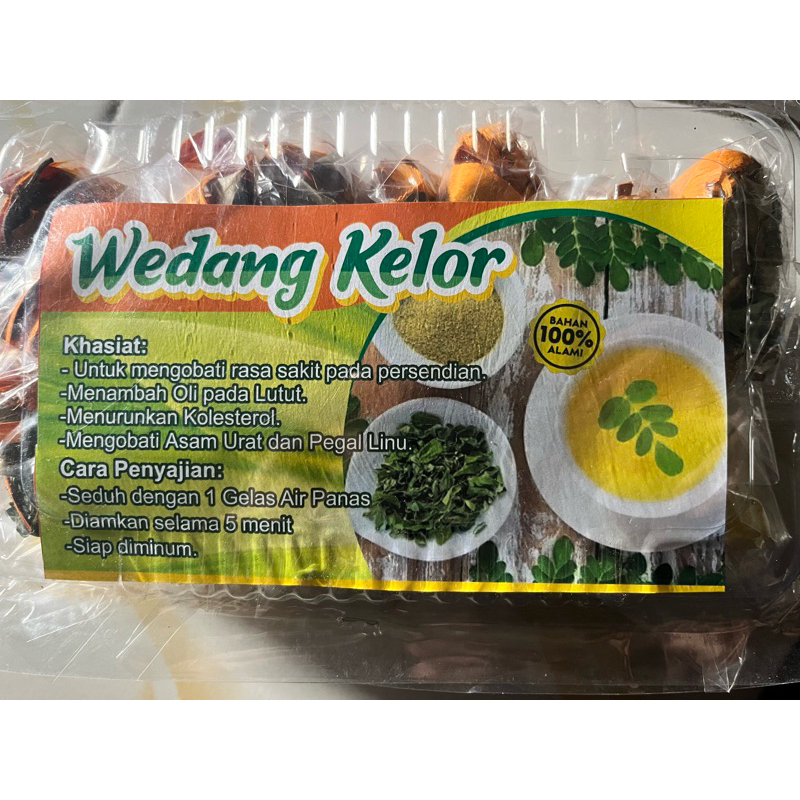 Wedang Kelor
BAHAN
100%
ALAMI
Khasiat:
- Untuk mengobati rasa sakit pada persendian.
-Menambah Oli pada Lutut.
-Menurunkan Kolesterol.
-Mengobati Asam Urat dan Pegal Linu.
Cara Penyajian:
-Seduh dengan 1 Gelas Air Panas
-Diamkan selama 5 menit
-Siap diminum.